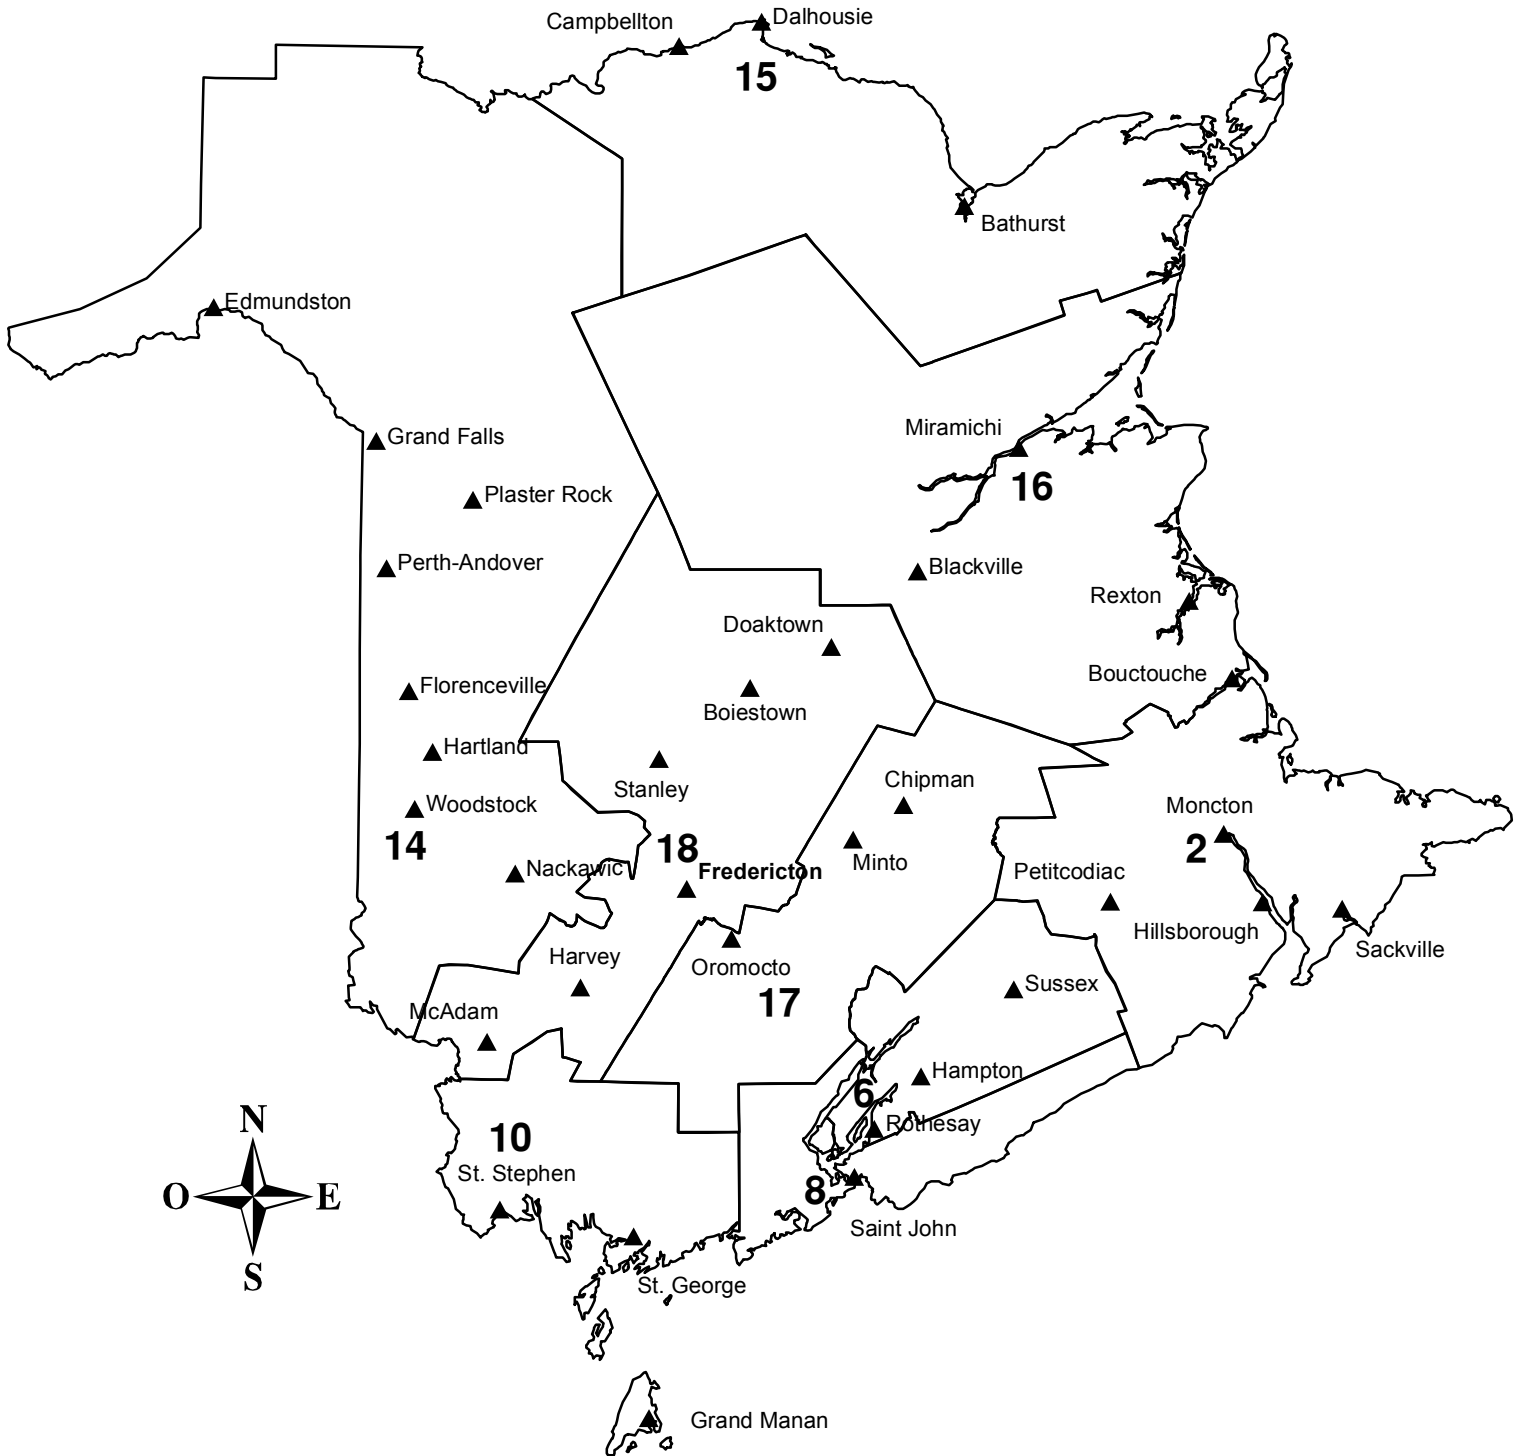 Campbellton
Dalhousie
15
Bathurst
Edmundston
Grand Falls
Miramichi
16
Plaster Rock
Perth-Andover
Blackville
Rexton
Doaktown
Bouctouche
Florenceville
Boiestown
Hartland
Stanley
Chipman
Woodstock
Moncton
14
18
2
Nackawic
Fredericton
Minto
Petitcodiac
Hillsborough
Sackville
Harvey
Oromocto
Sussex
17
McAdam
Hampton
6
Rothesay
N
10
St. Stephen
O
E
8
Saint John
S
St. George
Grand Manan